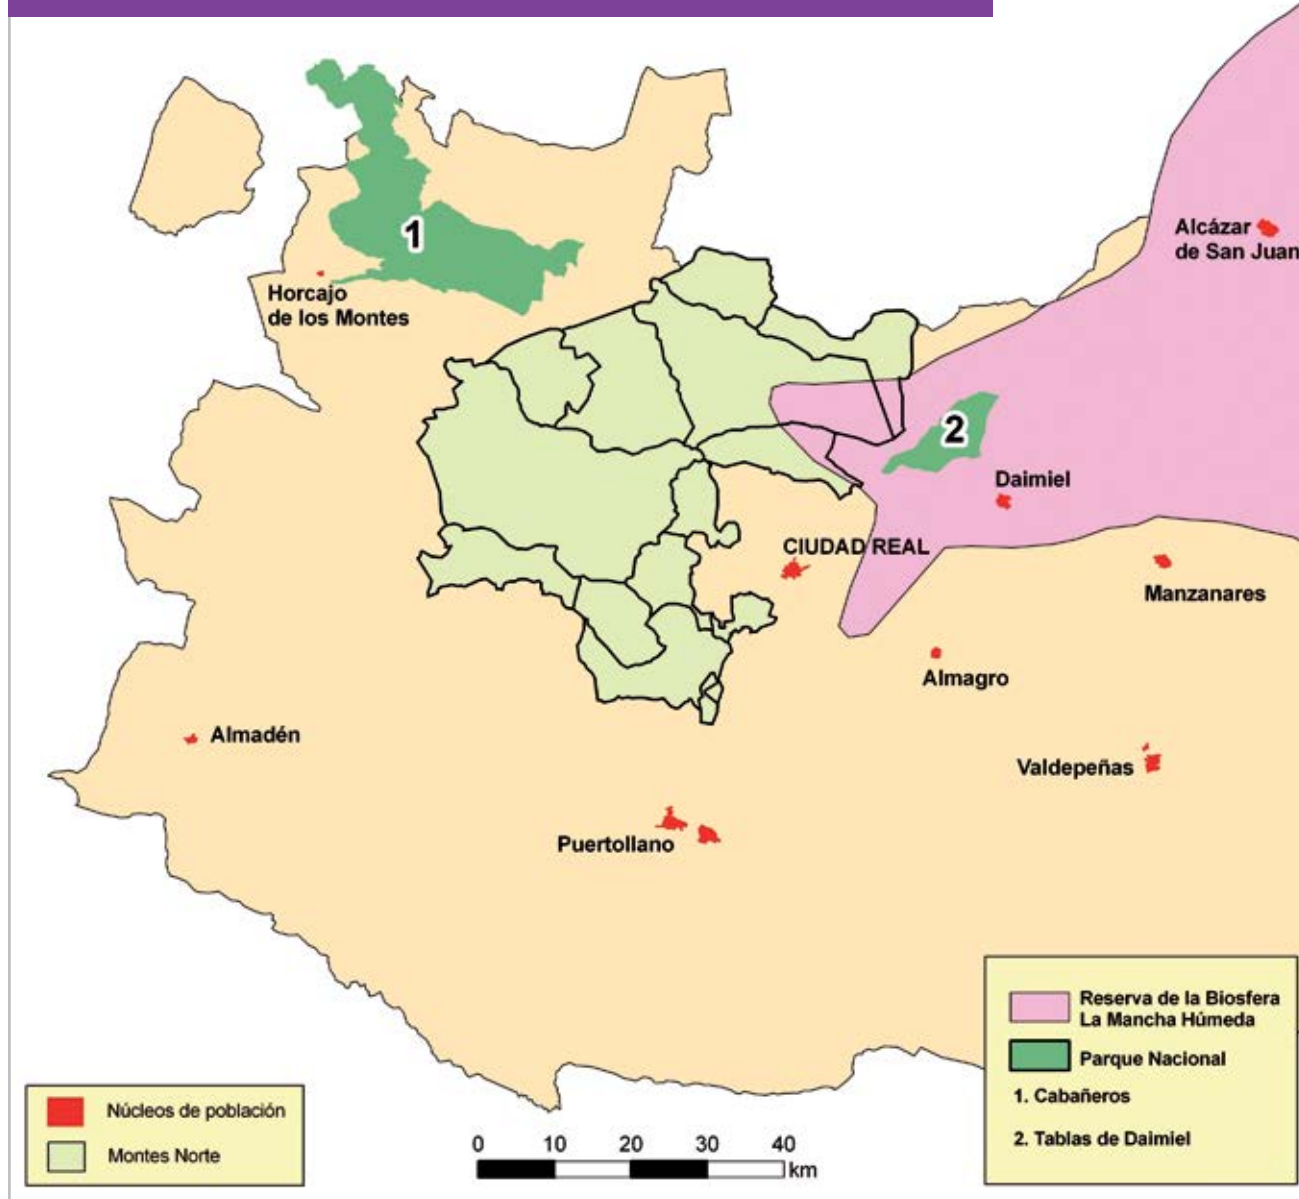 1
Alcázar
de San Juan
Horcajo
de los Montes
2
Daimiel
CIUDAD REAL
Manzanares
Almagro
Almadén
Valdepeñas
Puertollano
Reserva de la Biosfera
La Mancha Húmeda
Parque Nacional
1. Cabañeros
2. Tablas de Daimiel
Núcleos de población
Montes Norte
0 10 20 30 40
km